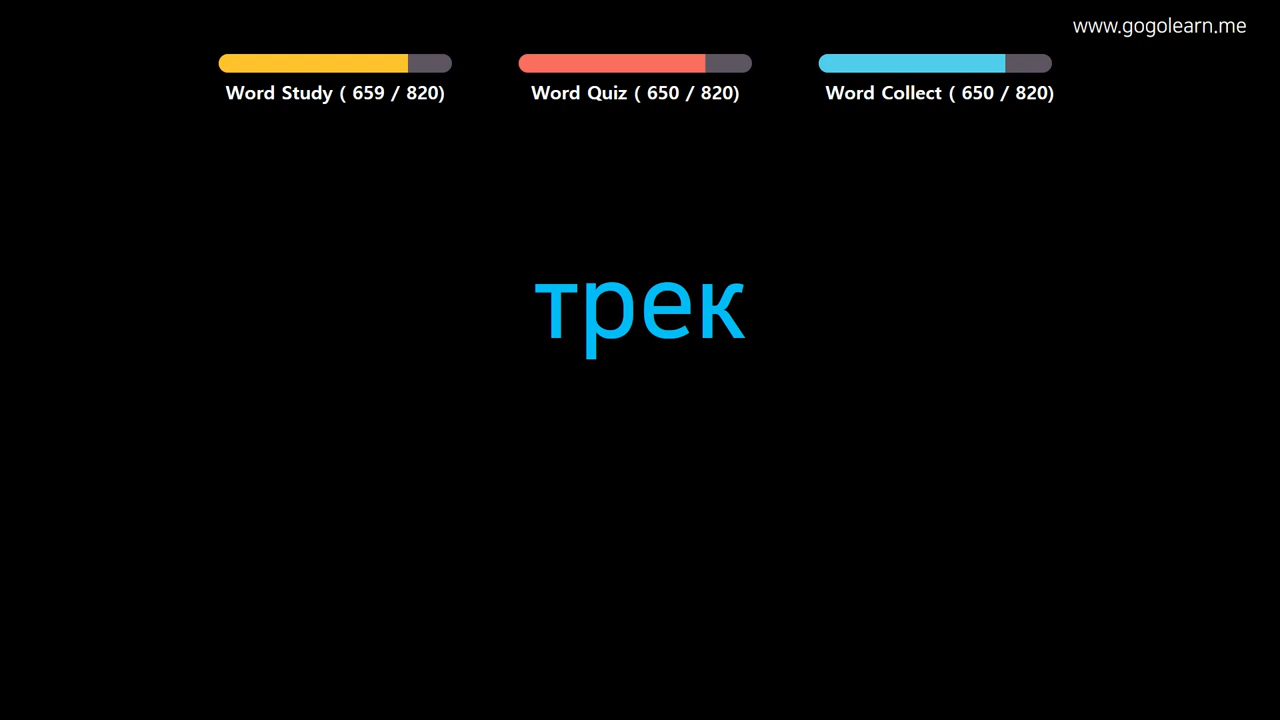 www.gogolearn.me
Word Study ( 659 / 820)
Word Quiz ( 650 / 820)
Word Collect ( 650 / 820)
трек